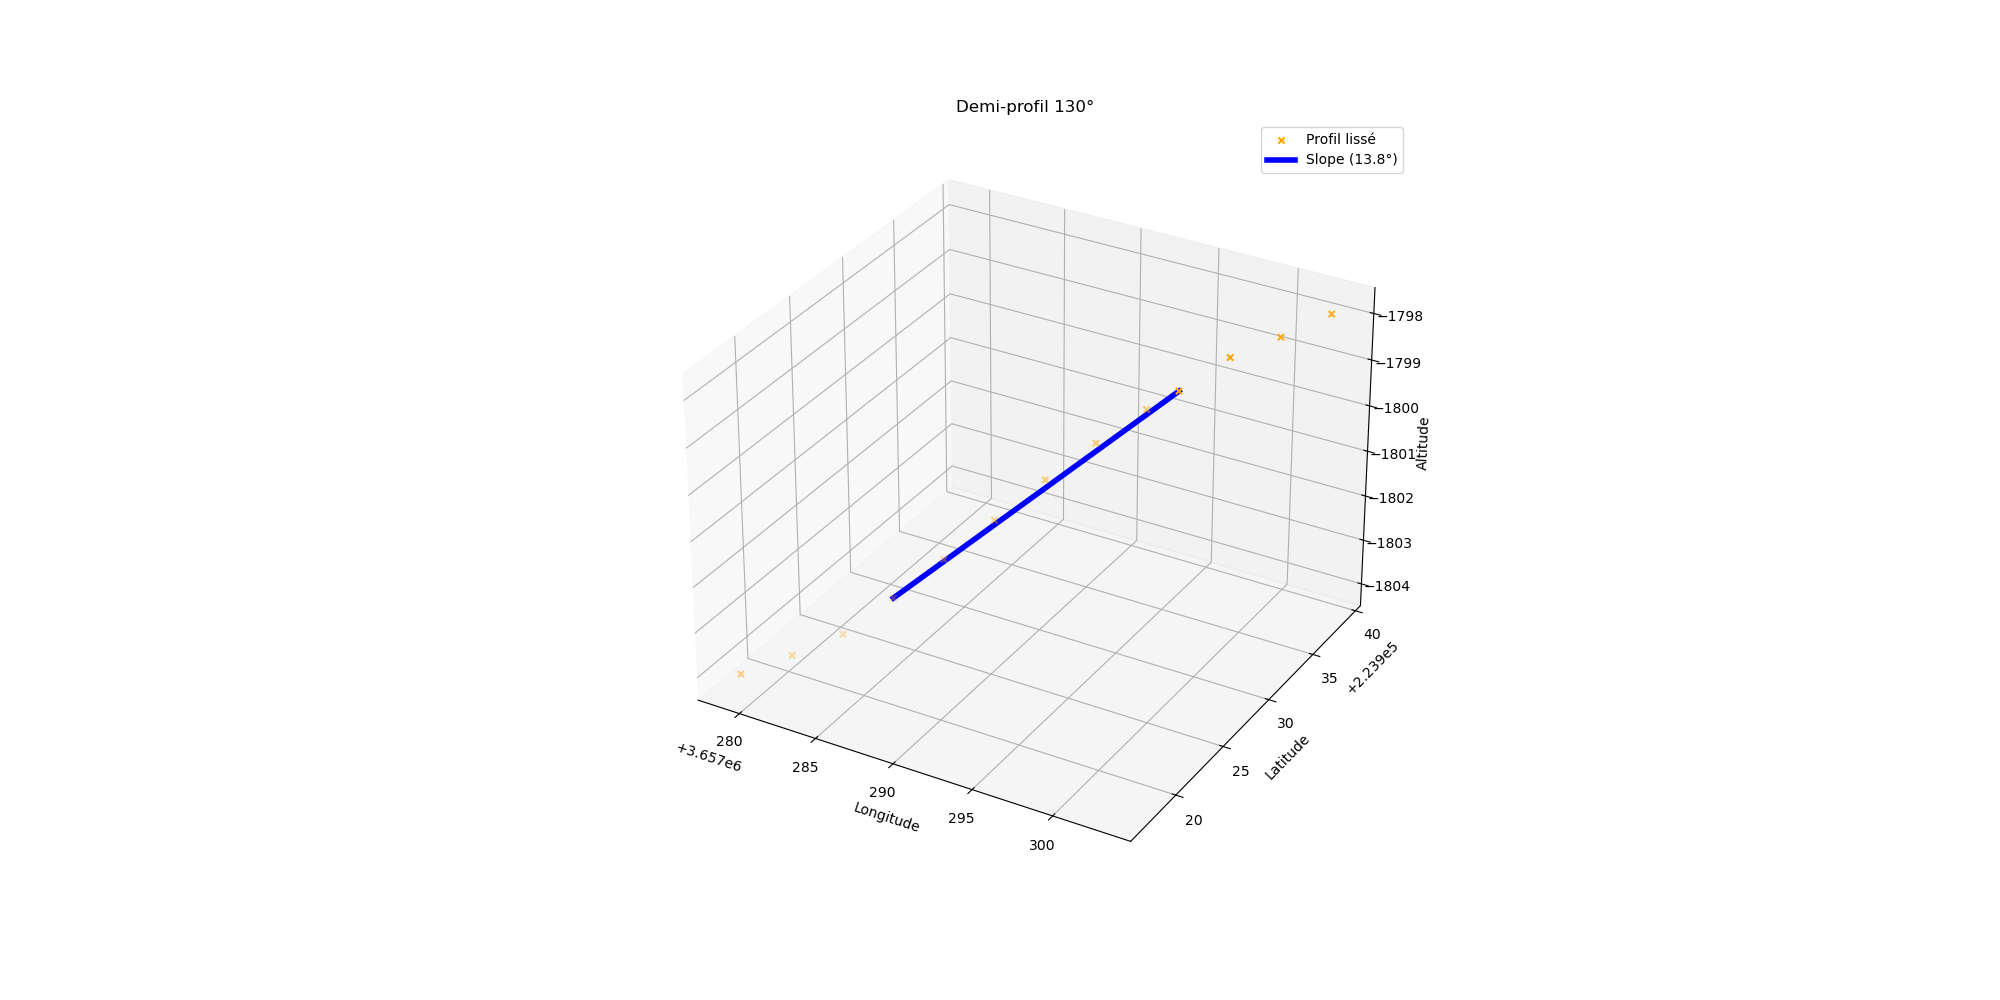 Demi-profil 130°
Profil lissé
Slope (13.8°)
−1798
−1799
−1800
−1801
−1802
−1803
−1804
Altitude
40
35
30
25
20
+2.239e5
Latitude
280
285
290
295
300
+3.657e6
Longitude